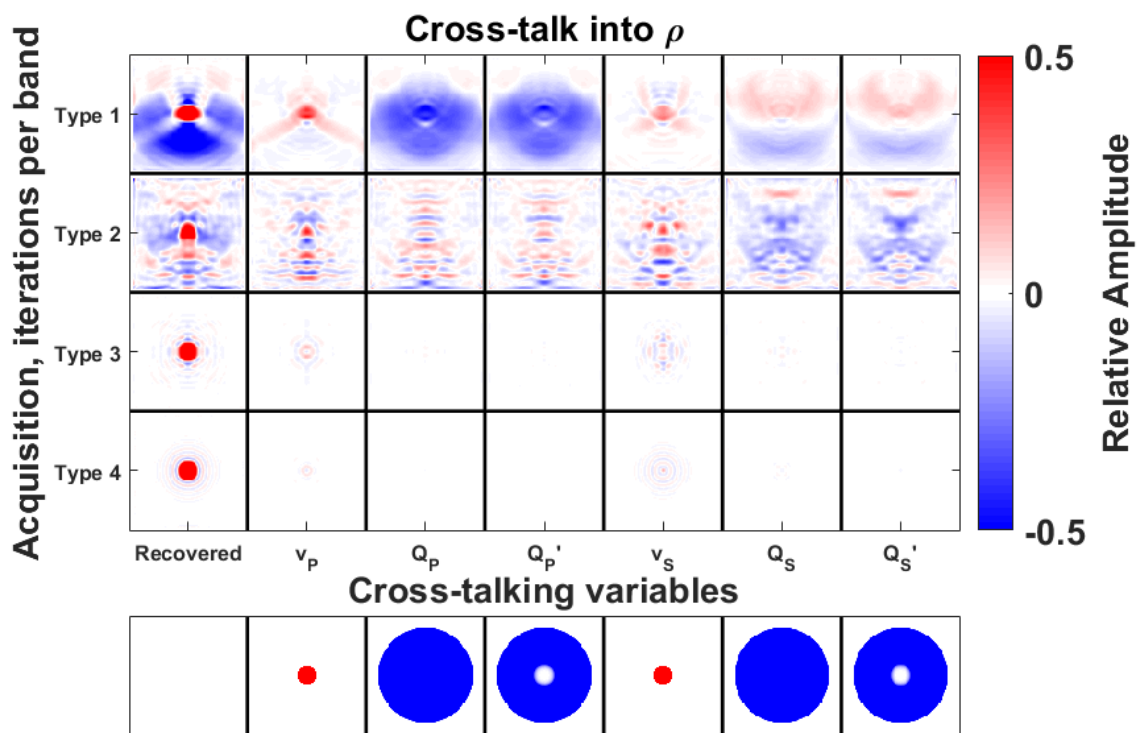 Cross-talk into ρ
Acquisition, iterations per band
Type 1
Type 2
Type 3
Type 4
0.5
0
-0.5
Relative Amplitude
Recovered v_P Q_P Q_P' v_S Q_S Q_S'
Cross-talking variables